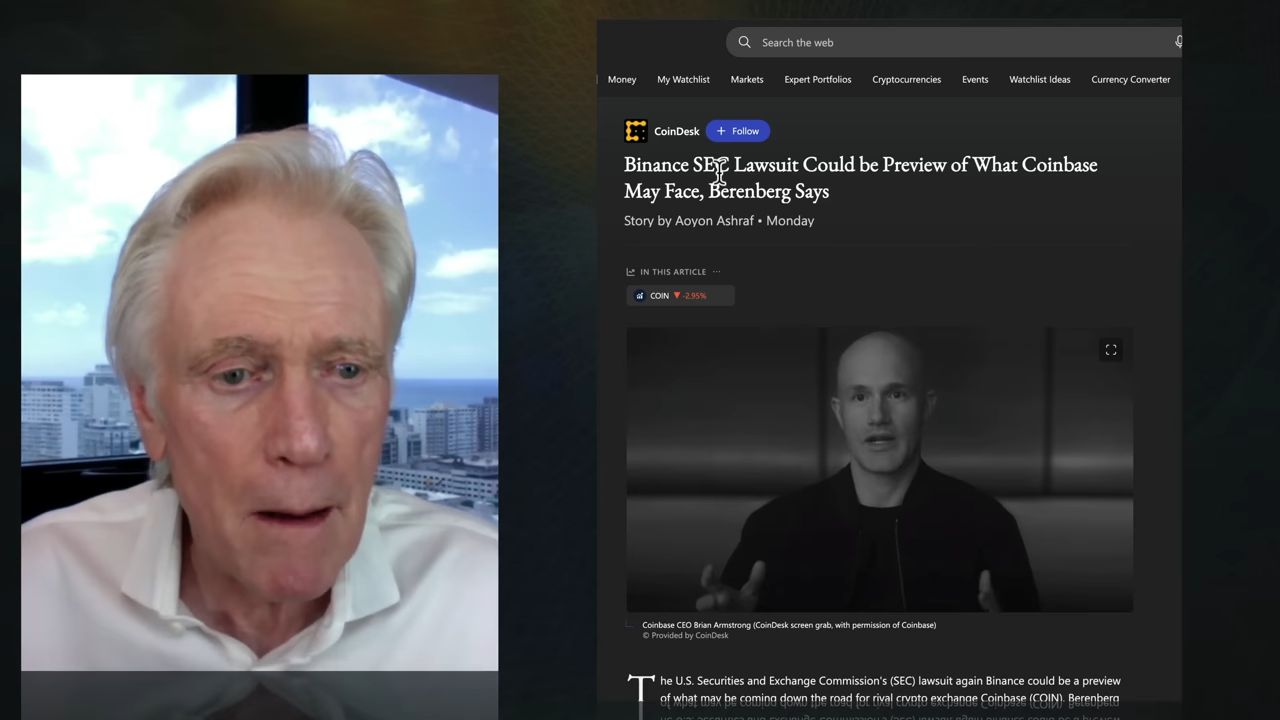 Search the web
Money My Watchlist Markets Expert Portfolios Cryptocurrencies Events Watchlist Ideas Currency Converter
CoinDesk + Follow
Binance SEC Lawsuit Could be Preview of What Coinbase
May Face, Berenberg Says
Story by Aoyon Ashraf • Monday
IN THIS ARTICLE ...
COIN ▼ -2.95%
Coinbase CEO Brian Armstrong (CoinDesk screen grab, with permission of Coinbase)
© Provided by CoinDesk
The U.S. Securities and Exchange Commission's (SEC) lawsuit again Binance could be a preview
of what may be coming down the road for rival crypto exchange Coinbase (COIN), Berenberg